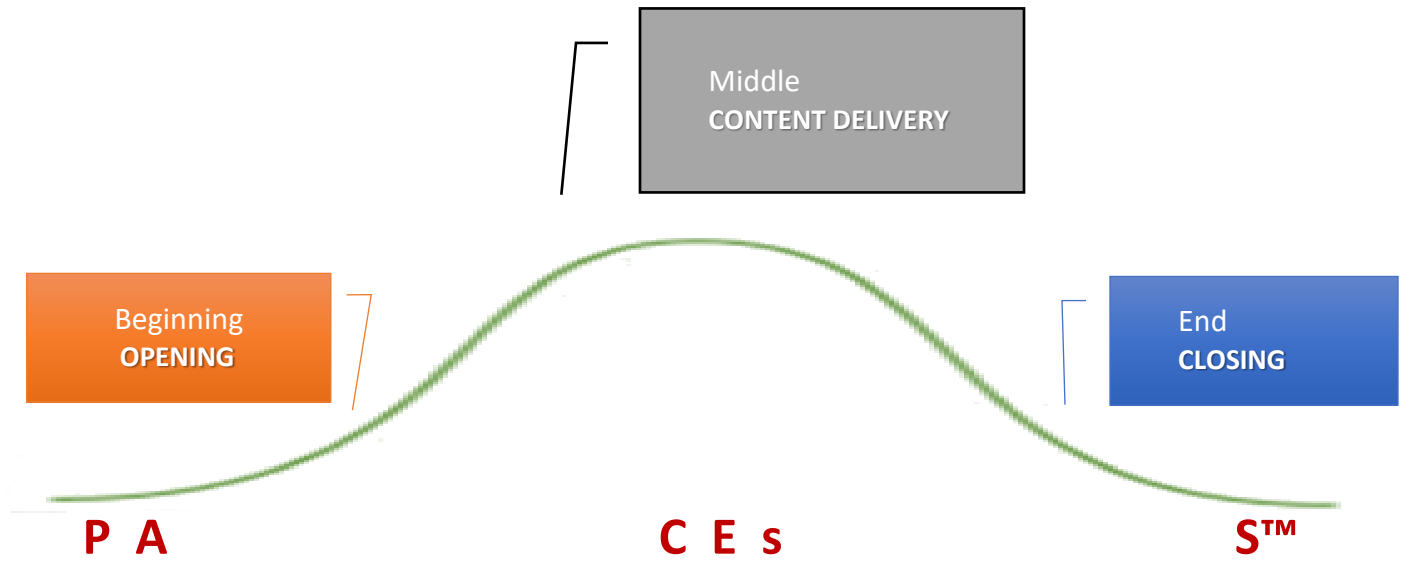 Middle
CONTENT DELIVERY
Beginning
OPENING
End
CLOSING
P A C E s S™